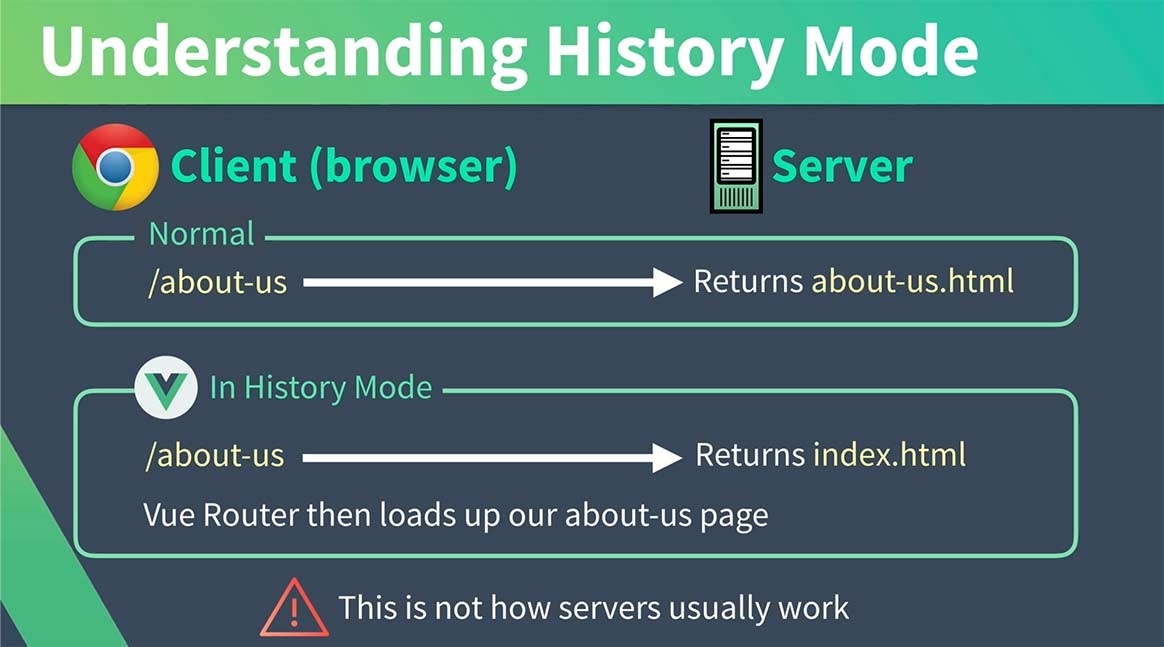 Understanding History Mode
Client (browser)
Server
Normal
/about-us
Returns about-us.html
In History Mode
/about-us
Returns index.html
Vue Router then loads up our about-us page
This is not how servers usually work